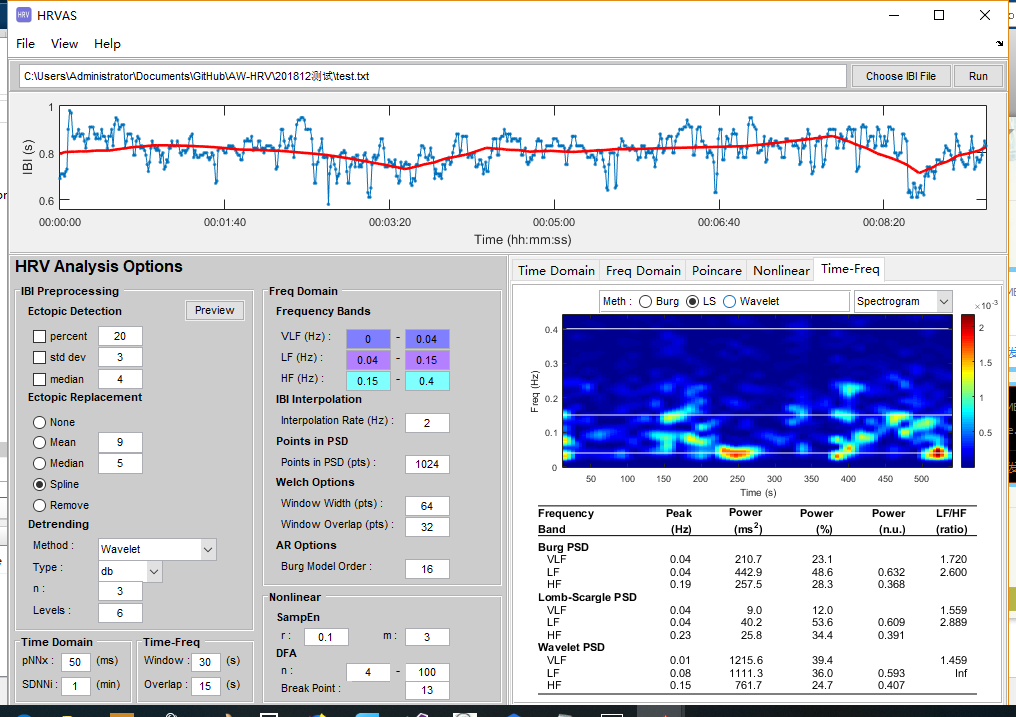 HRV HRVAS
File View Help
C:\Users\Administrator\Documents\GitHub\AW-HRV\201812测试\test.txt Choose IBI File Run
1
0.8
0.6
IBI (s)
00:00:00 00:01:40 00:03:20 00:05:00 00:06:40 00:08:20
Time (hh:mm:ss)
HRV Analysis Options
IBI Preprocessing
Ectopic Detection Preview
percent 20
std dev 3
median 4
Ectopic Replacement
None
Mean 9
Median 5
Spline
Remove
Detrending
Method : Wavelet
Type : db
n : 3
Levels : 6
Time Domain
pNNx : 50 (ms)
SDNNi : 1 (min)
Time-Freq
Window : 30 (s)
Overlap : 15 (s)
Freq Domain
Frequency Bands
VLF (Hz) : 0 - 0.04
LF (Hz) : 0.04 - 0.15
HF (Hz) : 0.15 - 0.4
IBI Interpolation
Interpolation Rate (Hz) : 2
Points in PSD
Points in PSD (pts) : 1024
Welch Options
Window Width (pts) : 64
Window Overlap (pts) : 32
AR Options
Burg Model Order : 16
Nonlinear
SampEn
r : 0.1 m : 3
DFA
n : 4 - 100
Break Point : 13
Time Domain Freq Domain Poincare Nonlinear Time-Freq
Meth : Burg LS Wavelet Spectrogram
×10⁻³
0.4
0.3
0.2
0.1
0
Freq (Hz)
2
1.5
1
0.5
50 100 150 200 250 300 350 400 450 500
Time (s)
Frequency Peak Power Power Power LF/HF
Band (Hz) (ms²) (%) (n.u.) (ratio)
Burg PSD
VLF 0.04 210.7 23.1 1.720
LF 0.04 442.9 48.6 0.632 2.600
HF 0.19 257.5 28.3 0.368
Lomb-Scargle PSD
VLF 0.04 9.0 12.0 1.559
LF 0.04 40.2 53.6 0.609 2.889
HF 0.23 25.8 34.4 0.391
Wavelet PSD
VLF 0.01 1215.6 39.4 1.459
LF 0.08 1111.3 36.0 0.593 Inf
HF 0.15 761.7 24.7 0.407